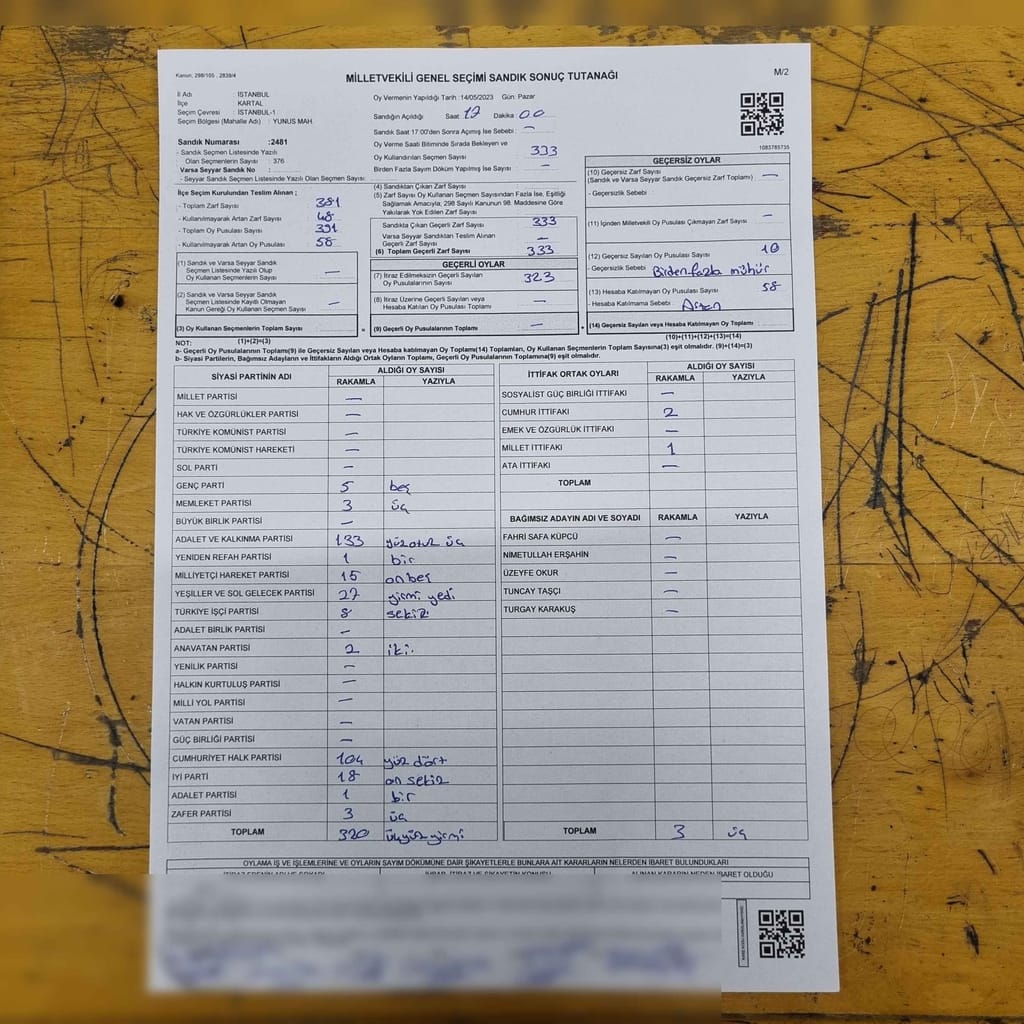 Kanun; 298/105 , 2839/4
MİLLETVEKİLİ GENEL SEÇİMİ SANDIK SONUÇ TUTANAĞI
M/2
İl Adı : İSTANBUL
İlçe : KARTAL
Seçim Çevresi : İSTANBUL-1
Seçim Bölgesi (Mahalle Adı) : YUNUS MAH
Sandık Numarası :2481
- Sandık Seçmen Listesinde Yazılı
Olan Seçmenlerin Sayısı : 376
Varsa Seyyar Sandık No :
- Seyyar Sandık Seçmen Listesinde Yazılı Olan Seçmen Sayısı:
Oy Vermenin Yapıldığı Tarih :14/05/2023 Gün: Pazar
Sandığın Açıldığı Saat 17 Dakika 00
Sandık Saat 17:00'den Sonra Açımış İse Sebebi : —
Oy Verme Saati Bitiminde Sırada Bekleyen ve
Oy Kullandırılan Seçmen Sayısı 333
Birden Fazla Sayım Döküm Yapılmış İse Sayısı : —
1083785735
İlçe Seçim Kurulundan Teslim Alınan ;
- Toplam Zarf Sayısı : 381
- Kullanılmayarak Artan Zarf Sayısı : 48
- Toplam Oy Pusulası Sayısı : 391
- Kullanılmayarak Artan Oy Pusulası : 58
(1) Sandık ve Varsa Seyyar Sandık
Seçmen Listesinde Yazılı Olup
Oy Kullanan Seçmenlerin Sayısı —
(2) Sandık ve Varsa Seyyar Sandık
Seçmen Listesinde Kayıtlı Olmayan
Kanun Gereği Oy Kullanan Seçmen Sayısı —
(3) Oy Kullanan Seçmenlerin Toplam Sayısı
(1)+(2)=(3)
(4) Sandıktan Çıkan Zarf Sayısı
(5) Zarf Sayısı Oy Kullanan Seçmen Sayısından Fazla İse, Eşitliği
Sağlamak Amacıyla; 298 Sayılı Kanunun 98. Maddesine Göre
Yakılarak Yok Edilen Zarf Sayısı
Sandıkta Çıkan Geçerli Zarf Sayısı 333
Varsa Seyyar Sandıktan Teslim Alınan
Geçerli Zarf Sayısı —
(6) Toplam Geçerli Zarf Sayısı 333
GEÇERLİ OYLAR
(7) İtiraz Edilmeksizin Geçerli Sayılan
Oy Pusulalarının Sayısı 323
(8) İtiraz Üzerine Geçerli Sayılan veya
Hesaba Katılan Oy Pusulası Toplamı —
= (9) Geçerli Oy Pusulalarının Toplamı —
GEÇERSİZ OYLAR
(10) Geçersiz Zarf Sayısı
(Sandık ve Varsa Seyyar Sandık Geçersiz Zarf Toplamı) —
- Geçersizlik Sebebi :
(11) İçinden Milletvekili Oy Pusulası Çıkmayan Zarf Sayısı —
(12) Geçersiz Sayılan Oy Pusulası Sayısı 10
- Geçersizlik Sebebi Birden fazla mühür
(13) Hesaba Katılmayan Oy Pusulası Sayısı 58
- Hesaba Katılmama Sebebi Artan
+ (14) Geçersiz Sayılan veya Hesaba Katılmayan Oy Toplamı :
(10)+(11)+(12)+(13)=(14)
NOT:
a- Geçerli Oy Pusulalarının Toplam(9) ile Geçersiz Sayılan veya Hesaba katılmayan Oy Toplam(14) Toplamları, Oy Kullanan Seçmenlerin Toplam Sayısına(3) eşit olmalıdır. (9)+(14)=(3)
b- Siyasi Partilerin, Bağımsız Adayların ve İttifakların Aldığı Ortak Oyların Toplamı, Geçerli Oy Pusulalarının Toplamına(9) eşit olmalıdır.
SİYASİ PARTİNİN ADI ALDIĞI OY SAYISI
RAKAMLA YAZIYLA
MİLLET PARTİSİ —
HAK VE ÖZGÜRLÜKLER PARTİSİ —
TÜRKİYE KOMÜNİST PARTİSİ —
TÜRKİYE KOMÜNİST HAREKETİ —
SOL PARTİ —
GENÇ PARTİ 5 beş
MEMLEKET PARTİSİ 3 üç
BÜYÜK BİRLİK PARTİSİ —
ADALET VE KALKINMA PARTİSİ 133 yüzotuz üç
YENİDEN REFAH PARTİSİ 1 bir
MİLLİYETÇİ HAREKET PARTİSİ 15 onbeş
YEŞİLLER VE SOL GELECEK PARTİSİ 27 yirmi yedi
TÜRKİYE İŞÇİ PARTİSİ 8 sekiz
ADALET BİRLİK PARTİSİ —
ANAVATAN PARTİSİ 2 iki.
YENİLİK PARTİSİ —
HALKIN KURTULUŞ PARTİSİ —
MİLLİ YOL PARTİSİ —
VATAN PARTİSİ —
GÜÇ BİRLİĞİ PARTİSİ —
CUMHURİYET HALK PARTİSİ 104 yüz dört
İYİ PARTİ 18 on sekiz
ADALET PARTİSİ 1 bir
ZAFER PARTİSİ 3 üç
TOPLAM 320 üçyüz yirmi
İTTİFAK ORTAK OYLARI ALDIĞI OY SAYISI
RAKAMLA YAZIYLA
SOSYALİST GÜÇ BİRLİĞİ İTTİFAKI —
CUMHUR İTTİFAKI 2
EMEK VE ÖZGÜRLÜK İTTİFAKI —
MİLLET İTTİFAKI 1
ATA İTTİFAKI —
TOPLAM
BAĞIMSIZ ADAYIN ADI VE SOYADI RAKAMLA YAZIYLA
FAHRİ SAFA KÜPCÜ —
NİMETULLAH ERŞAHİN —
ÜZEYFE OKUR —
TUNCAY TAŞÇI —
TURGAY KARAKUŞ —
TOPLAM 3 üç
OYLAMA İŞ VE İŞLEMLERİNE VE OYLARIN SAYIM DÖKÜMÜNE DAİR ŞİKAYETLERLE BUNLARA AİT KARARLARIN NELERDEN İBARET BULUNDUKLARI
ALINAN KARARIN NEDEN İBARET OLDUĞU